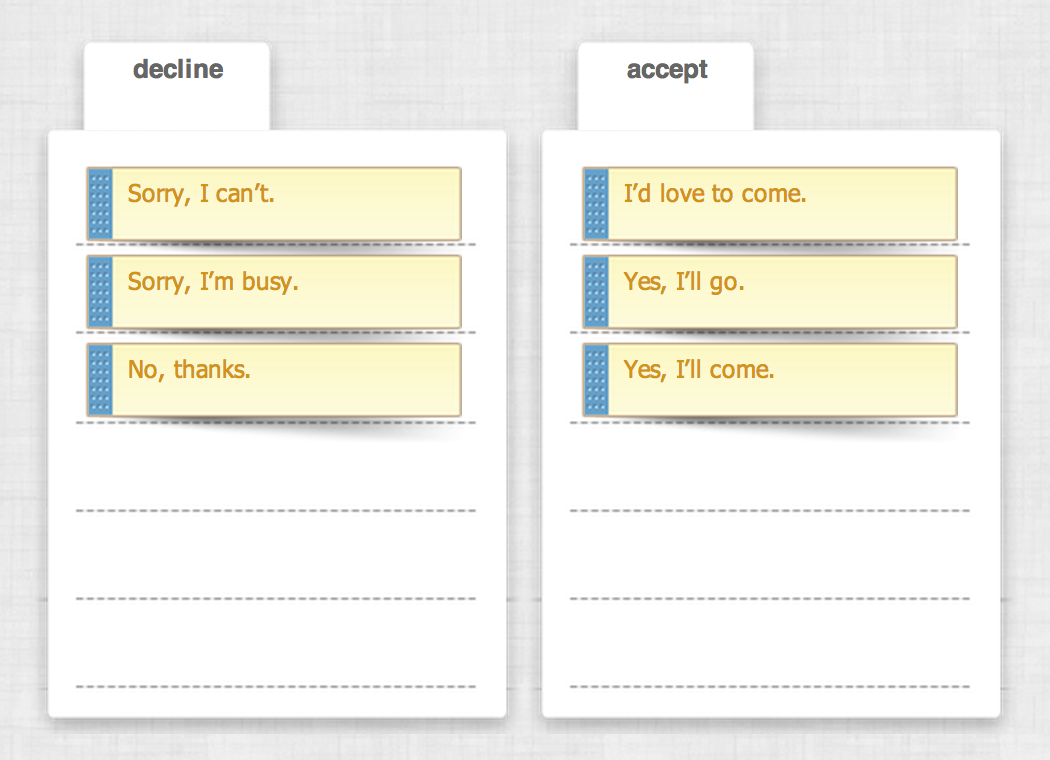 decline
Sorry, I can’t.
Sorry, I’m busy.
No, thanks.
accept
I’d love to come.
Yes, I’ll go.
Yes, I’ll come.